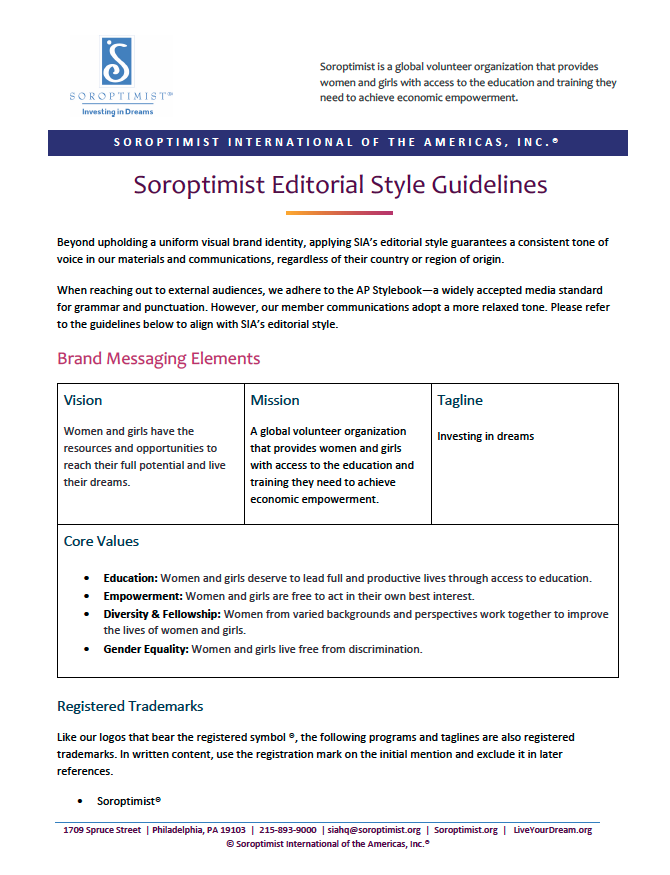 SOROPTIMIST®
Investing in Dreams
Soroptimist is a global volunteer organization that provides
women and girls with access to the education and training they
need to achieve economic empowerment.
SOROPTIMIST INTERNATIONAL OF THE AMERICAS, INC.®
Soroptimist Editorial Style Guidelines
Beyond upholding a uniform visual brand identity, applying SIA’s editorial style guarantees a consistent tone of
voice in our materials and communications, regardless of their country or region of origin.
When reaching out to external audiences, we adhere to the AP Stylebook—a widely accepted media standard
for grammar and punctuation. However, our member communications adopt a more relaxed tone. Please refer
to the guidelines below to align with SIA’s editorial style.
Brand Messaging Elements
Vision
Women and girls have the
resources and opportunities to
reach their full potential and live
their dreams.
Mission
A global volunteer organization
that provides women and girls
with access to the education and
training they need to achieve
economic empowerment.
Tagline
Investing in dreams
Core Values
• Education: Women and girls deserve to lead full and productive lives through access to education.
• Empowerment: Women and girls are free to act in their own best interest.
• Diversity & Fellowship: Women from varied backgrounds and perspectives work together to improve
the lives of women and girls.
• Gender Equality: Women and girls live free from discrimination.
Registered Trademarks
Like our logos that bear the registered symbol ®, the following programs and taglines are also registered
trademarks. In written content, use the registration mark on the initial mention and exclude it in later
references.
• Soroptimist®
1709 Spruce Street | Philadelphia, PA 19103 | 215-893-9000 | siahq@soroptimist.org | Soroptimist.org | LiveYourDream.org
© Soroptimist International of the Americas, Inc.®